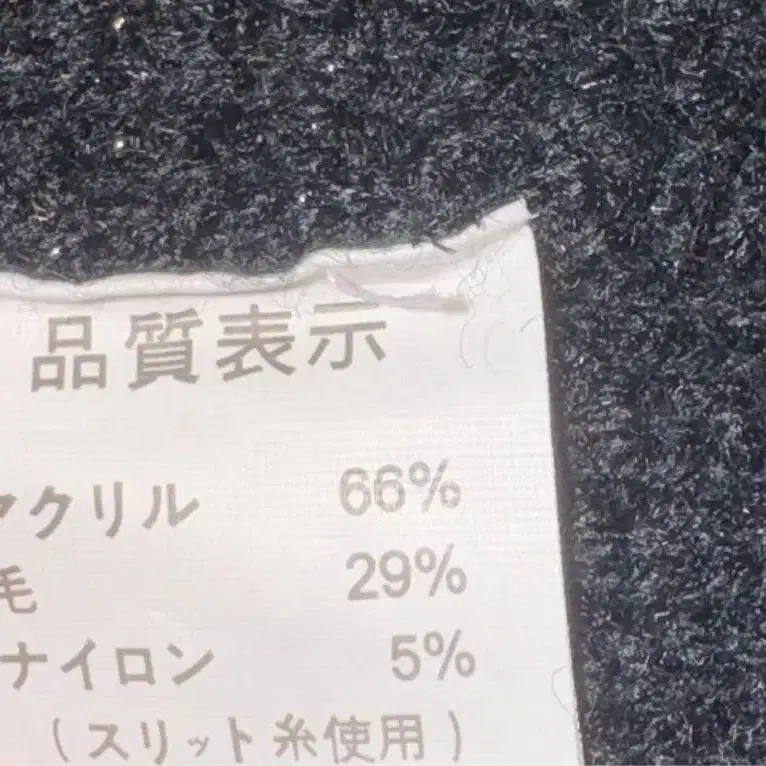 品質表示
アクリル 66%
毛 29%
ナイロン 5%
(スリット糸使用)